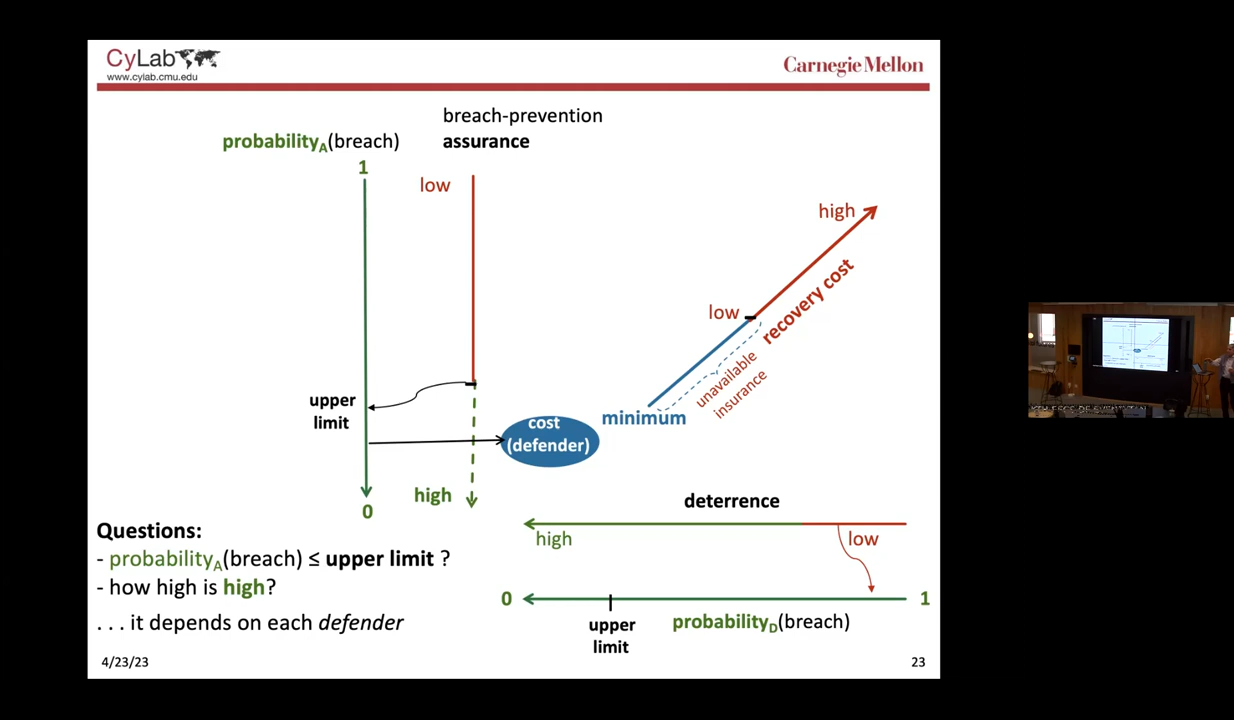 CyLab
www.cylab.cmu.edu
Carnegie Mellon
breach-prevention
assurance
probabilityA(breach)
1
low
high
low
recovery cost
unavailable
insurance
minimum
upper
limit
cost
(defender)
high
0
deterrence
high
low
0
1
upper
limit
probabilityD(breach)
Questions:
- probabilityA(breach) ≤ upper limit ?
- how high is high?
. . . it depends on each defender
4/23/23
23